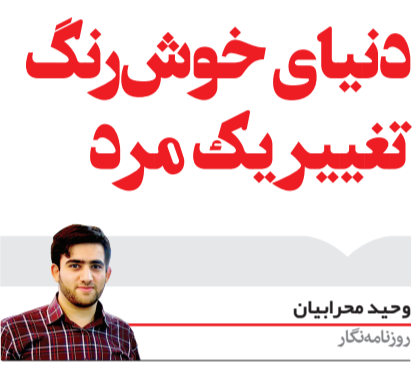 دنیای خوش‌رنگ
تغییر یک مرد
وحید محرابیان
روزنامه‌نگار